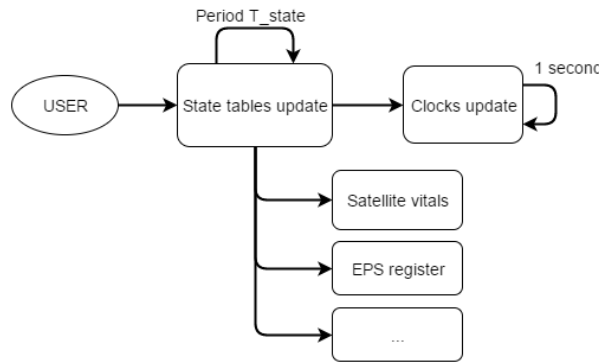 Period T_state
1 second
USER
State tables update
Clocks update
Satellite vitals
EPS register
...